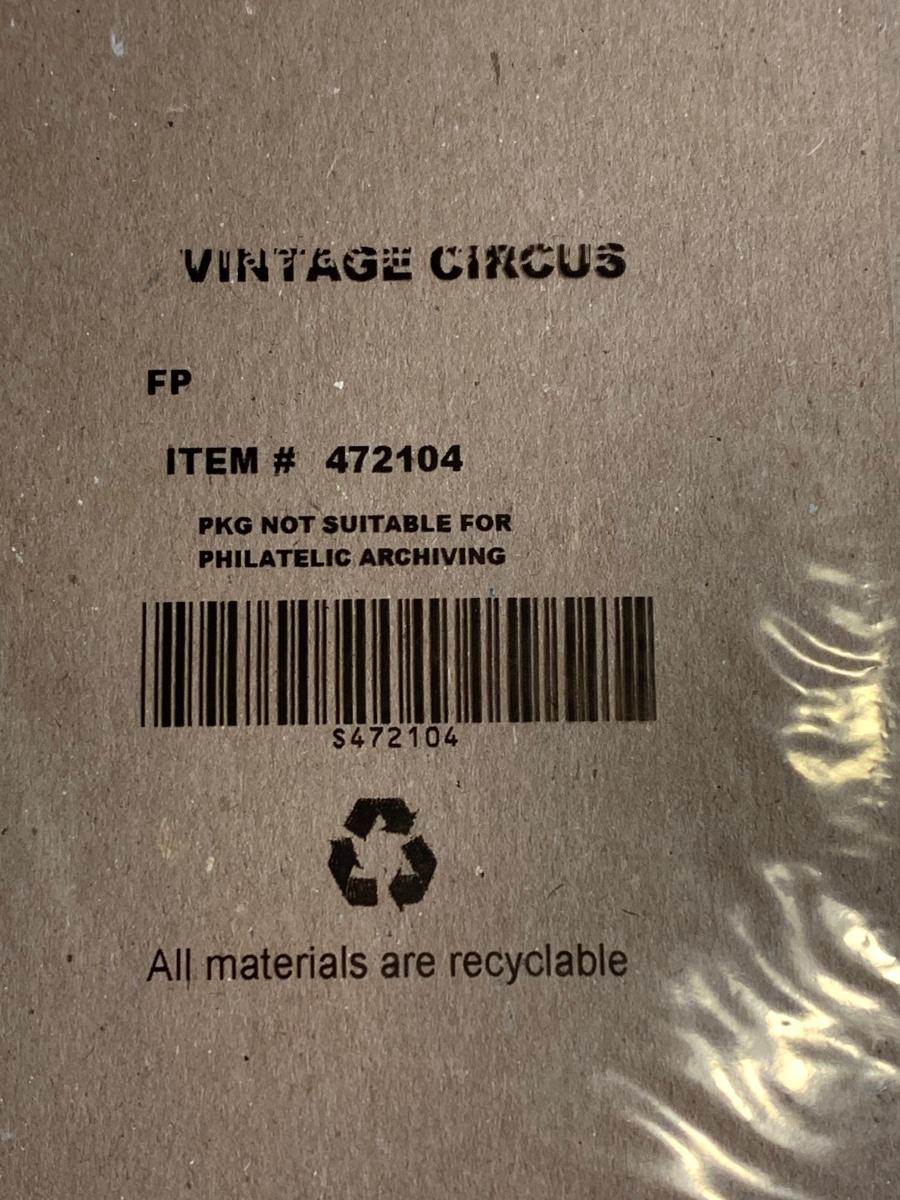 VINTAGE CIRCUS
FP
ITEM # 472104
PKG NOT SUITABLE FOR
PHILATELIC ARCHIVING
S472104
All materials are recyclable